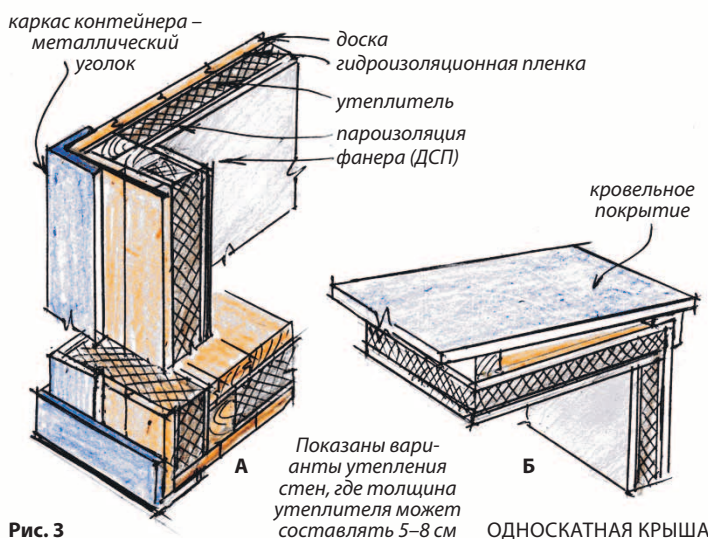 каркас контейнера –
металлический
уголок
доска
гидроизоляционная пленка
утеплитель
пароизоляция
фанера (ДСП)
кровельное
покрытие
А
Показаны вари-
анты утепления
стен, где толщина
утеплителя может
составлять 5–8 см
Б
Рис. 3
ОДНОСКАТНАЯ КРЫША